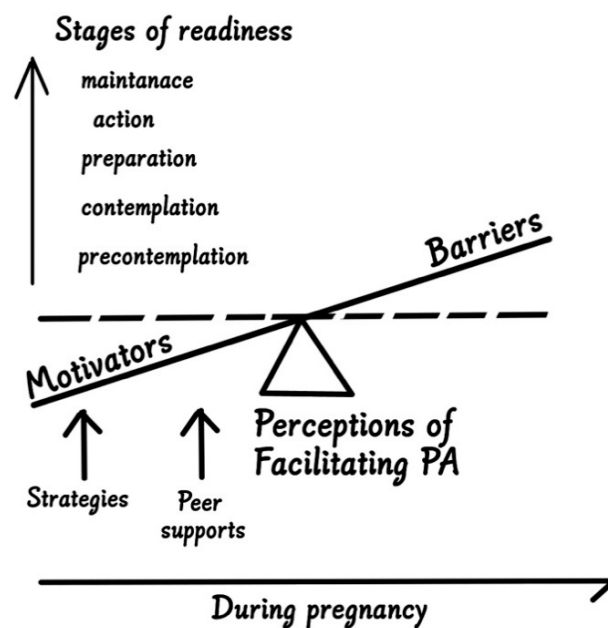 Stages of readiness
maintanace
action
preparation
contemplation
precontemplation
Barriers
Motivators
Perceptions of
Facilitating PA
Strategies
Peer
supports
During pregnancy